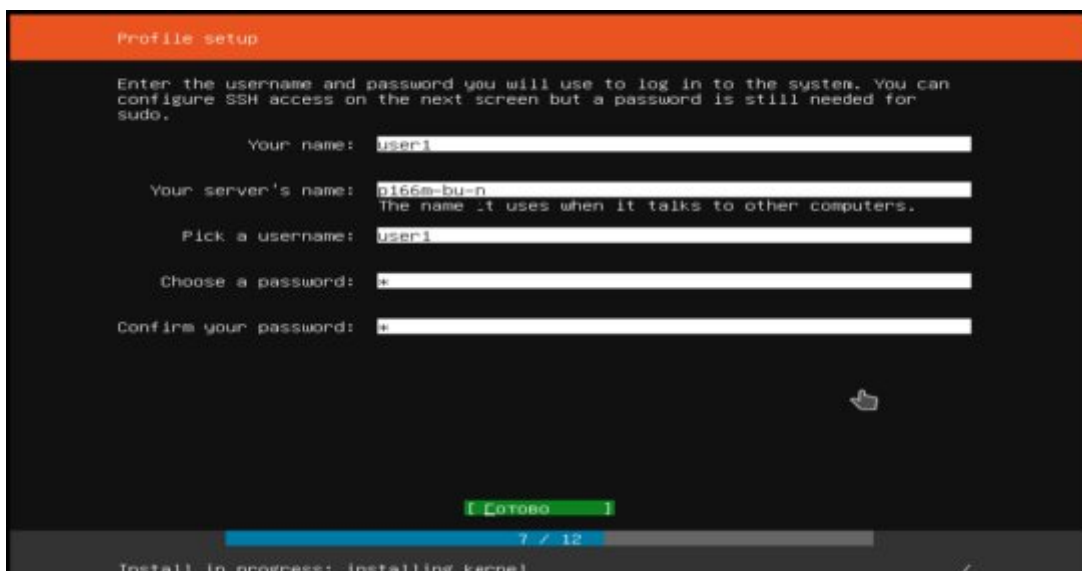 Profile setup
Enter the username and password you will use to log in to the system. You can
configure SSH access on the next screen but a password is still needed for
sudo.
Your name: user1
Your server's name: p166m-bu-n
The name it uses when it talks to other computers.
Pick a username: user1
Choose a password: *
Confirm your password: *
[ Готово ]
7 / 12
Install in progress: installing kernel /